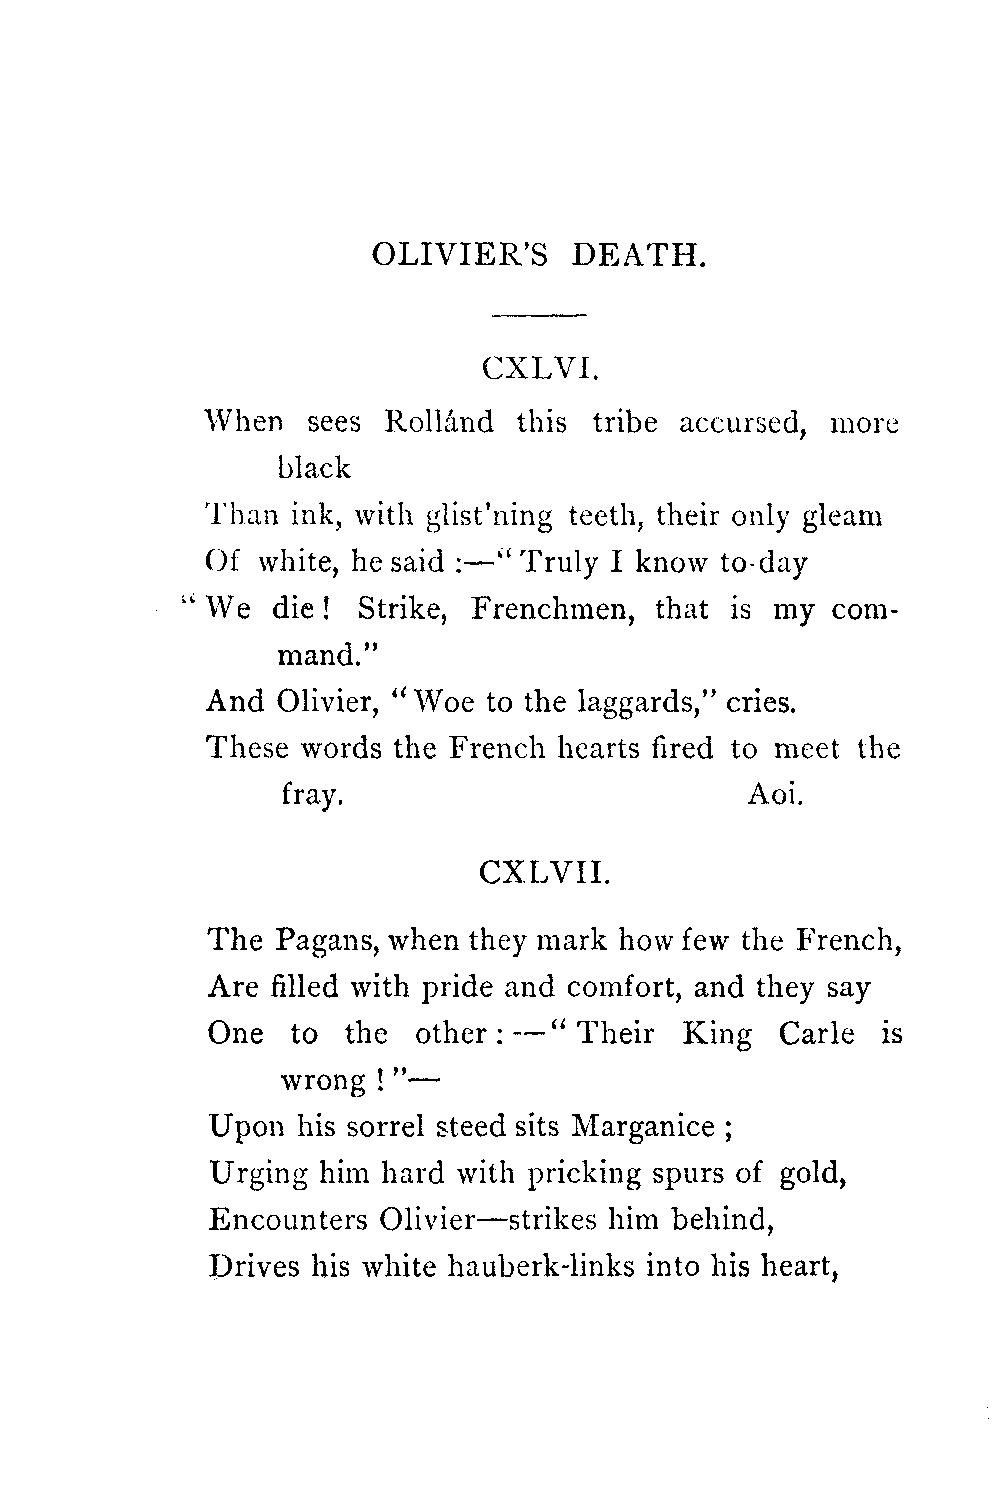 OLIVIER'S DEATH.
CXLVI.
When sees Rollánd this tribe accursed, more
black
Than ink, with glist'ning teeth, their only gleam
Of white, he said :—“ Truly I know to-day
“ We die ! Strike, Frenchmen, that is my com-
mand.”
And Olivier, “ Woe to the laggards,” cries.
These words the French hearts fired to meet the
fray. Aoi.
CXLVII.
The Pagans, when they mark how few the French,
Are filled with pride and comfort, and they say
One to the other : —“ Their King Carle is
wrong ! ”—
Upon his sorrel steed sits Marganice ;
Urging him hard with pricking spurs of gold,
Encounters Olivier—strikes him behind,
Drives his white hauberk-links into his heart,